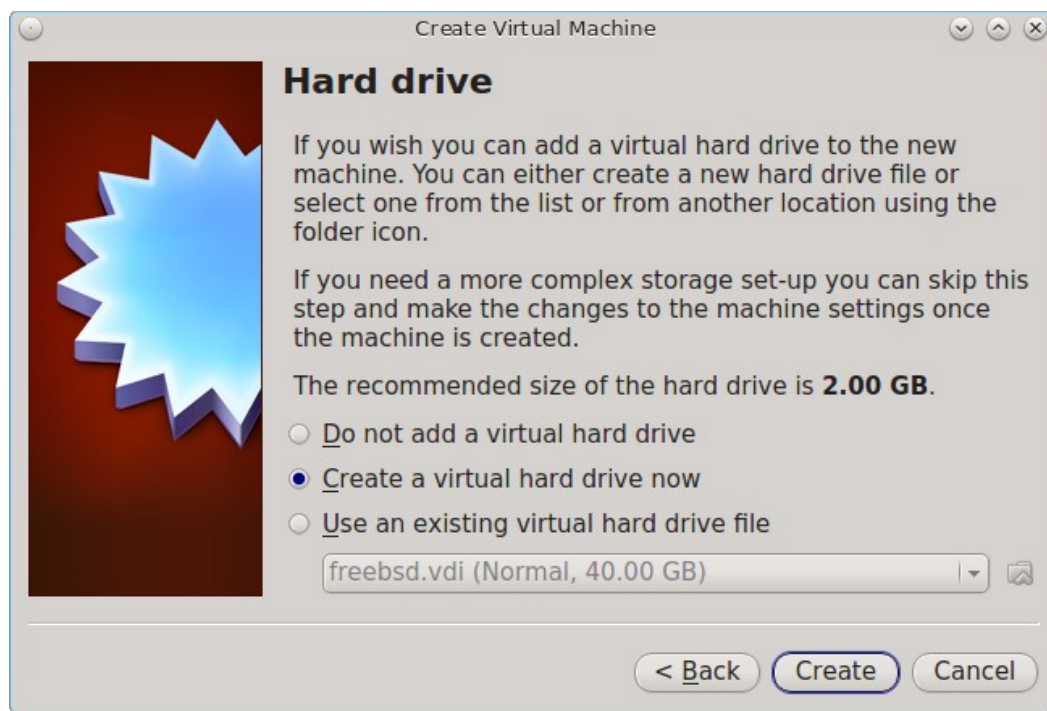 Create Virtual Machine
Hard drive
If you wish you can add a virtual hard drive to the new
machine. You can either create a new hard drive file or
select one from the list or from another location using the
folder icon.
If you need a more complex storage set-up you can skip this
step and make the changes to the machine settings once
the machine is created.
The recommended size of the hard drive is 2.00 GB.
Do not add a virtual hard drive
Create a virtual hard drive now
Use an existing virtual hard drive file
freebsd.vdi (Normal, 40.00 GB)
< Back Create Cancel